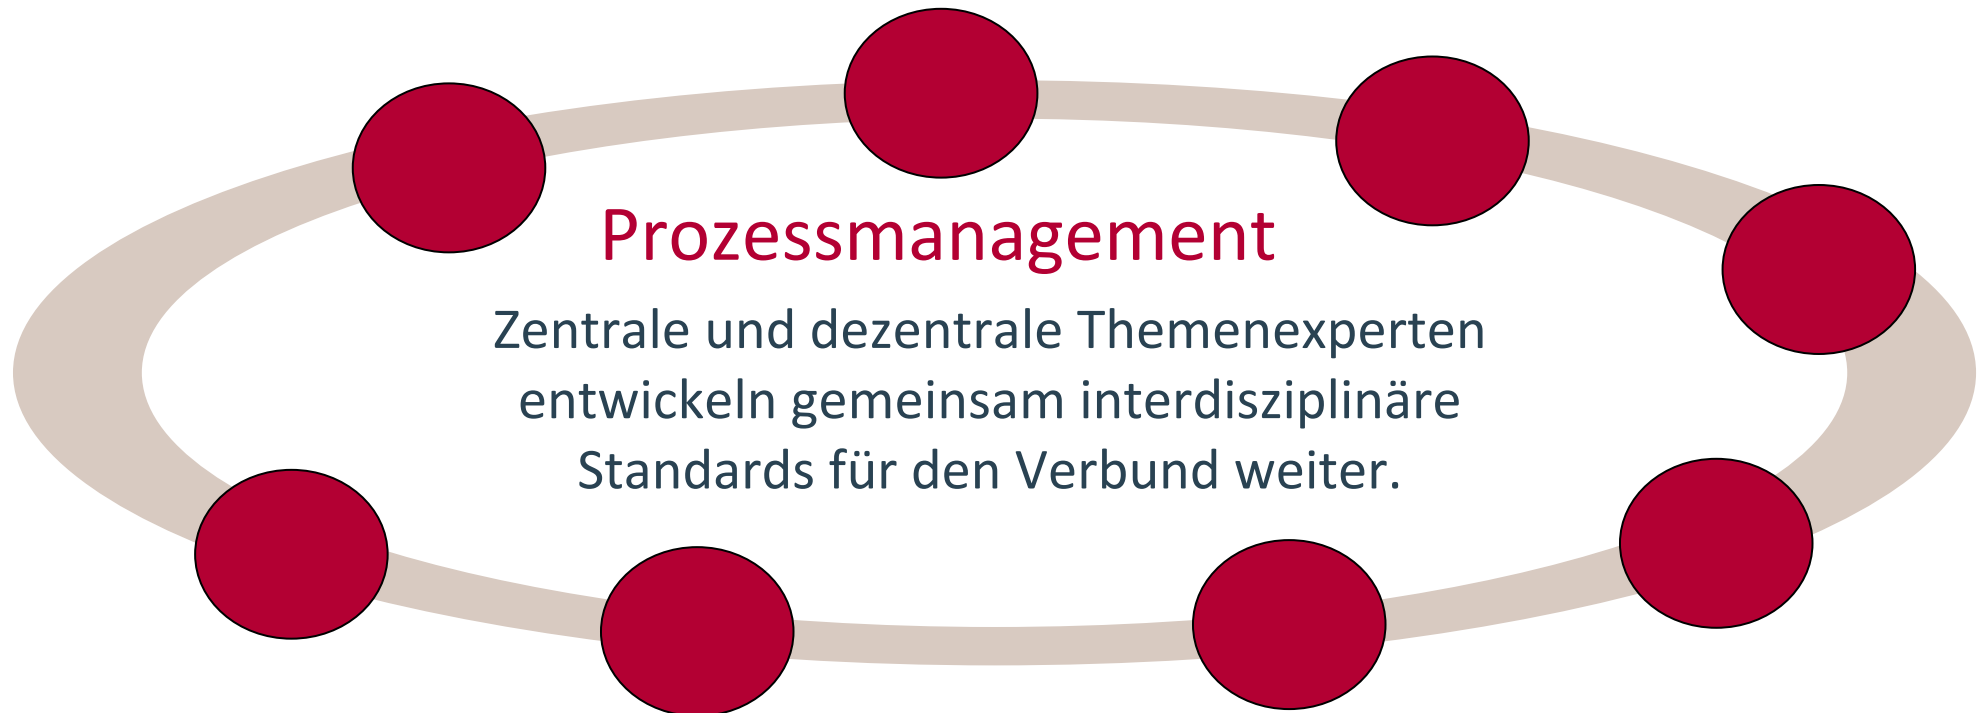 Prozessmanagement
Zentrale und dezentrale Themenexperten
entwickeln gemeinsam interdisziplinäre
Standards für den Verbund weiter.